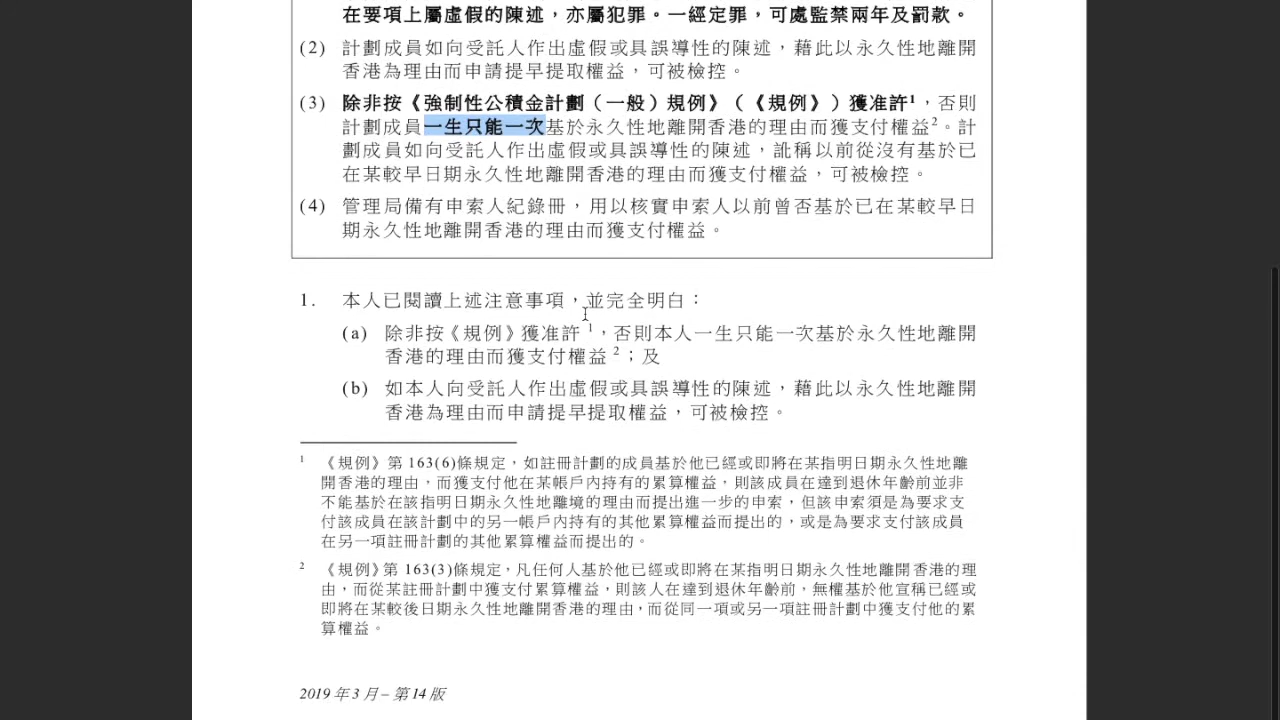 在要項上屬虛假的陳述，亦屬犯罪。一經定罪，可處監禁兩年及罰款。
(2) 計劃成員如向受託人作出虛假或具誤導性的陳述，藉此以永久性地離開
香港為理由而申請提早提取權益，可被檢控。
(3) 除非按《強制性公積金計劃（一般）規例》（《規例》）獲准許¹，否則
計劃成員一生只能一次基於永久性地離開香港的理由而獲支付權益²。計
劃成員如向受託人作出虛假或具誤導性的陳述，訛稱以前從沒有基於已
在某較早日期永久性地離開香港的理由而獲支付權益，可被檢控。
(4) 管理局備有申索人紀錄冊，用以核實申索人以前曾否基於已在某較早日
期永久性地離開香港的理由而獲支付權益。
1. 本人已閱讀上述注意事項，並完全明白：
(a) 除非按《規例》獲准許¹，否則本人一生只能一次基於永久性地離開
香港的理由而獲支付權益²；及
(b) 如本人向受託人作出虛假或具誤導性的陳述，藉此以永久性地離開
香港為理由而申請提早提取權益，可被檢控。
¹ 《規例》第 163(6)條規定，如註冊計劃的成員基於他已經或即將在某指明日期永久性地離
開香港的理由，而獲支付他在某帳戶內持有的累算權益，則該成員在達到退休年齡前並非
不能基於在該指明日期永久性地離境的理由而提出進一步的申索，但該申索須是為要求支
付該成員在該計劃中的另一帳戶內持有的其他累算權益而提出的，或是為要求支付該成員
在另一項註冊計劃的其他累算權益而提出的。
² 《規例》第 163(3)條規定，凡任何人基於他已經或即將在某指明日期永久性地離開香港的理
由，而從某註冊計劃中獲支付累算權益，則該人在達到退休年齡前，無權基於他宣稱已經或
即將在某較後日期永久性地離開香港的理由，而從同一項或另一項註冊計劃中獲支付他的累
算權益。
2019 年 3 月 – 第 14 版